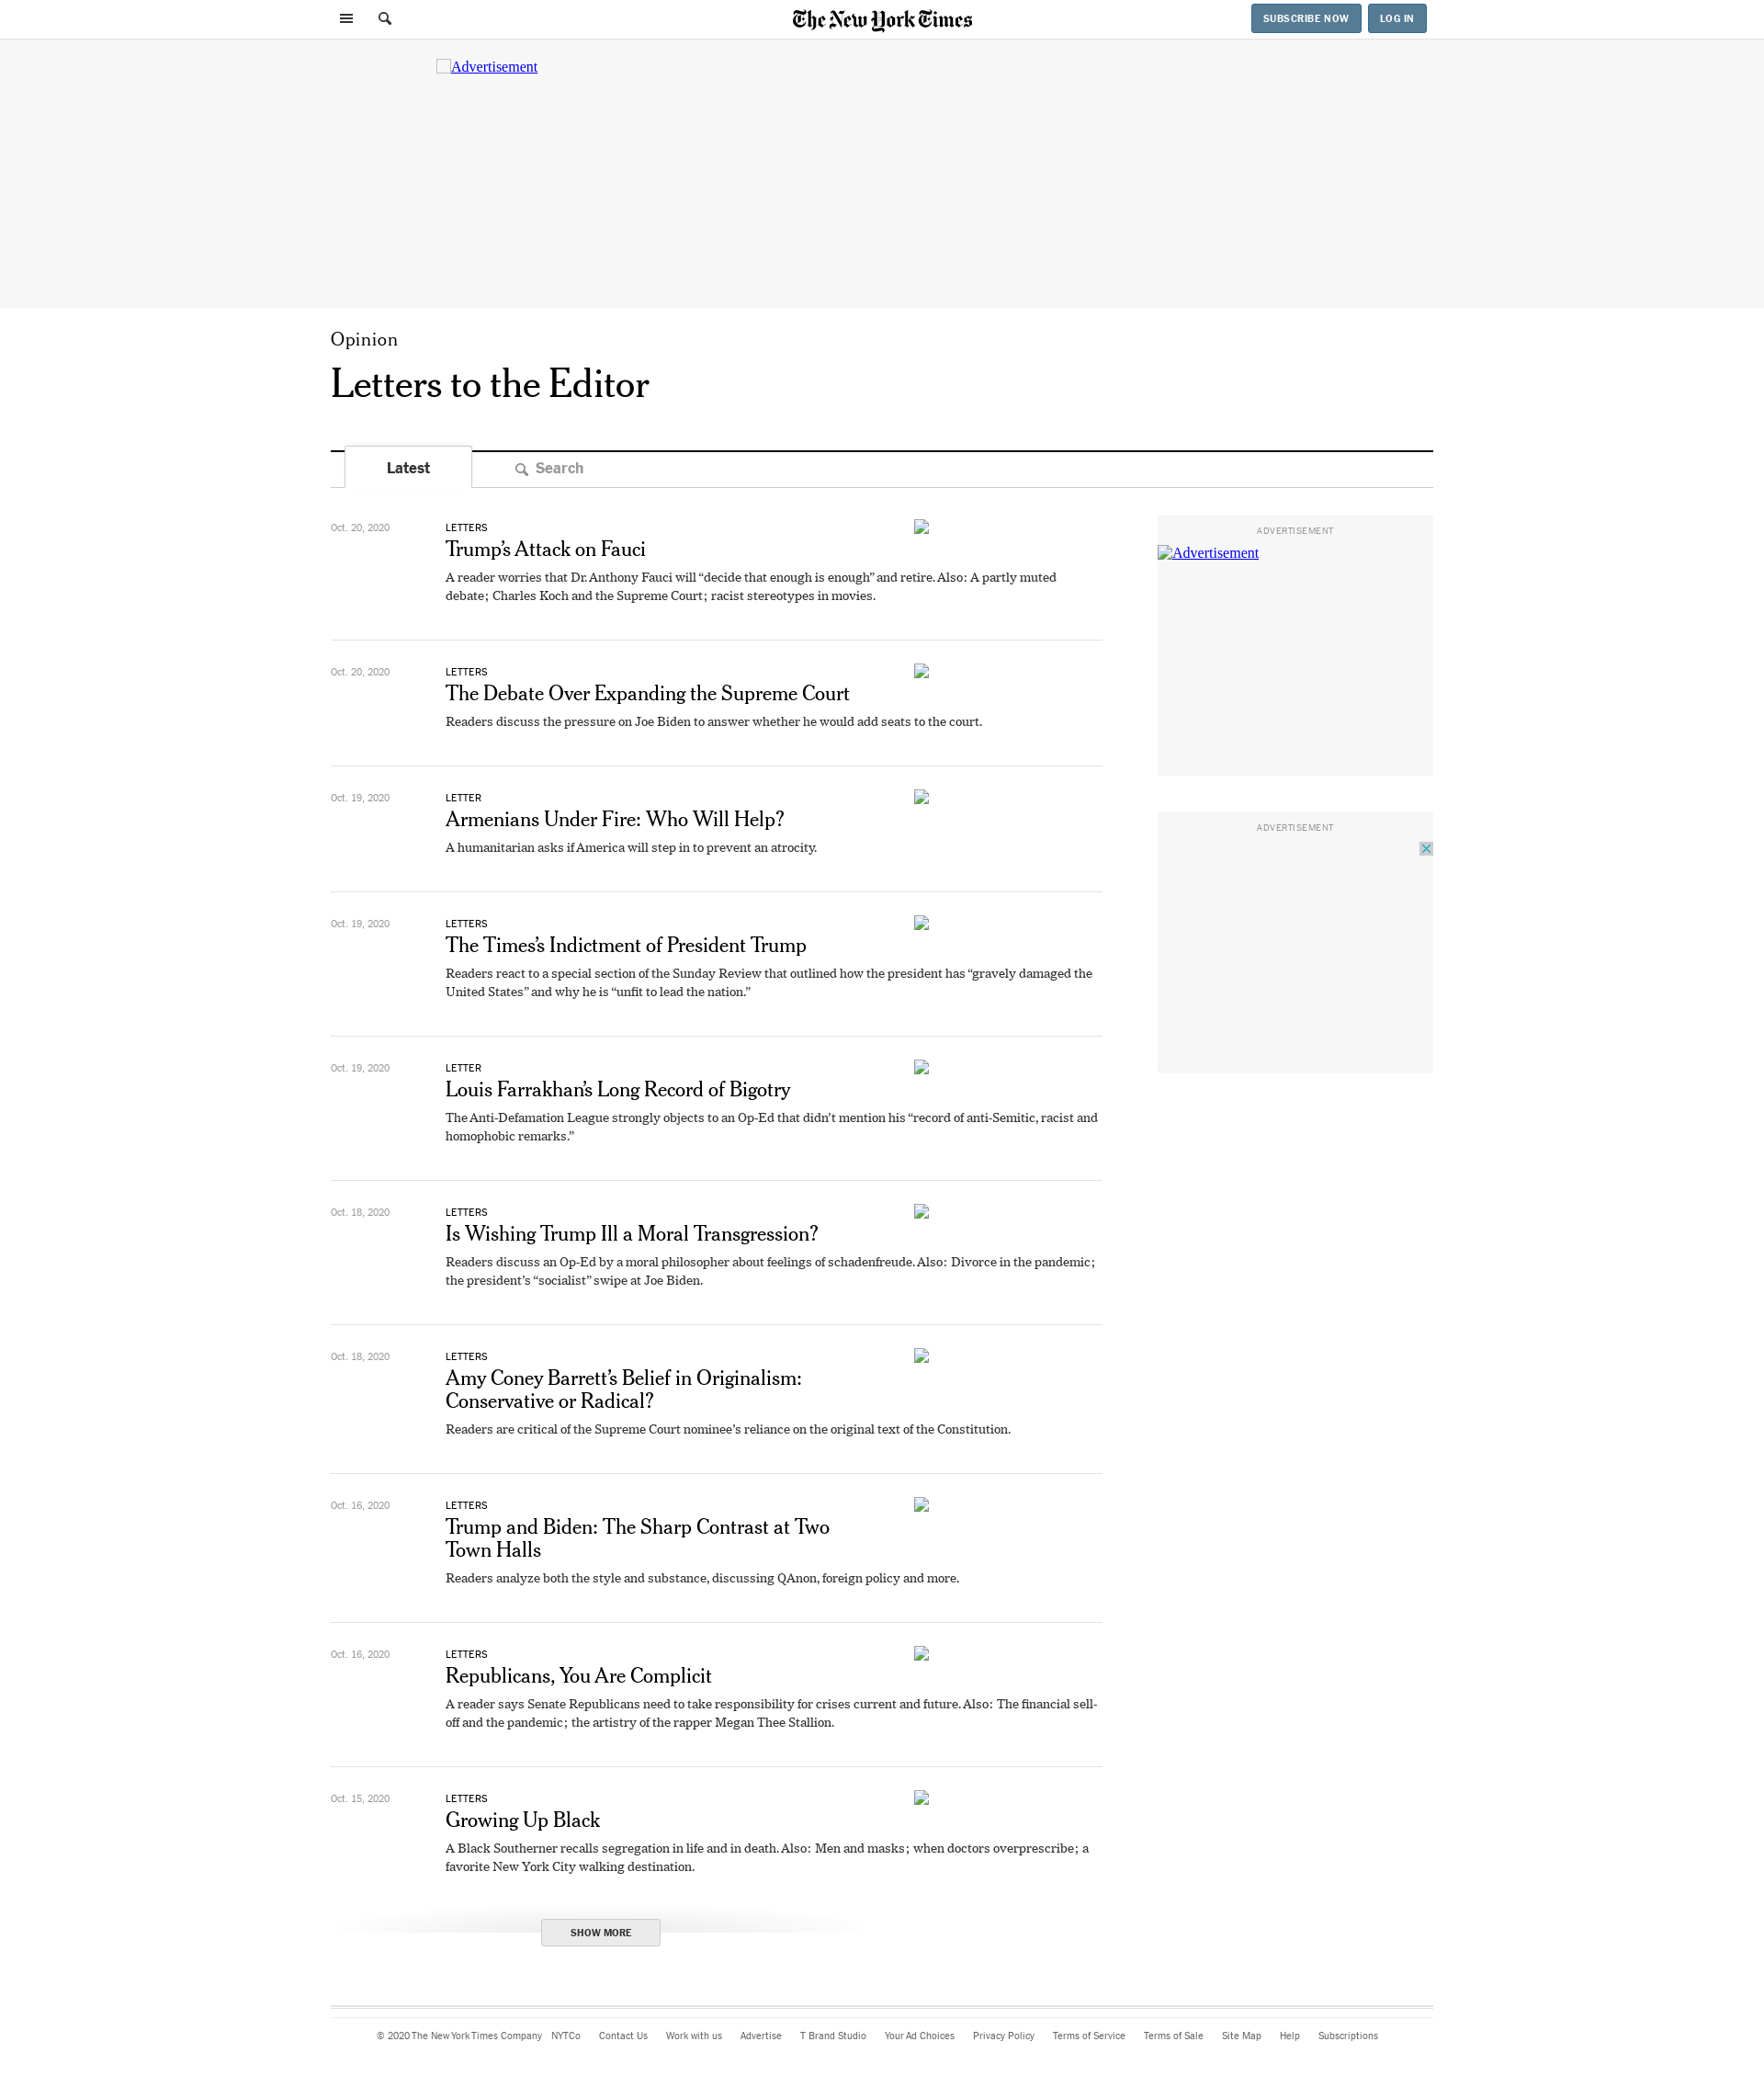 The New York Times
SUBSCRIBE NOW
LOG IN
Advertisement
Opinion
Letters to the Editor
Latest
Search
Oct. 20, 2020
LETTERS
Trump’s Attack on Fauci
A reader worries that Dr. Anthony Fauci will “decide that enough is enough” and retire. Also: A partly muted
debate; Charles Koch and the Supreme Court; racist stereotypes in movies.
Oct. 20, 2020
LETTERS
The Debate Over Expanding the Supreme Court
Readers discuss the pressure on Joe Biden to answer whether he would add seats to the court.
Oct. 19, 2020
LETTER
Armenians Under Fire: Who Will Help?
A humanitarian asks if America will step in to prevent an atrocity.
Oct. 19, 2020
LETTERS
The Times’s Indictment of President Trump
Readers react to a special section of the Sunday Review that outlined how the president has “gravely damaged the
United States” and why he is “unfit to lead the nation.”
Oct. 19, 2020
LETTER
Louis Farrakhan’s Long Record of Bigotry
The Anti-Defamation League strongly objects to an Op-Ed that didn’t mention his “record of anti-Semitic, racist and
homophobic remarks.”
Oct. 18, 2020
LETTERS
Is Wishing Trump Ill a Moral Transgression?
Readers discuss an Op-Ed by a moral philosopher about feelings of schadenfreude. Also: Divorce in the pandemic;
the president’s “socialist” swipe at Joe Biden.
Oct. 18, 2020
LETTERS
Amy Coney Barrett’s Belief in Originalism:
Conservative or Radical?
Readers are critical of the Supreme Court nominee’s reliance on the original text of the Constitution.
Oct. 16, 2020
LETTERS
Trump and Biden: The Sharp Contrast at Two
Town Halls
Readers analyze both the style and substance, discussing QAnon, foreign policy and more.
Oct. 16, 2020
LETTERS
Republicans, You Are Complicit
A reader says Senate Republicans need to take responsibility for crises current and future. Also: The financial sell-
off and the pandemic; the artistry of the rapper Megan Thee Stallion.
Oct. 15, 2020
LETTERS
Growing Up Black
A Black Southerner recalls segregation in life and in death. Also: Men and masks; when doctors overprescribe; a
favorite New York City walking destination.
SHOW MORE
ADVERTISEMENT
Advertisement
ADVERTISEMENT
© 2020 The New York Times Company NYTCo Contact Us Work with us Advertise T Brand Studio Your Ad Choices Privacy Policy Terms of Service Terms of Sale Site Map Help Subscriptions